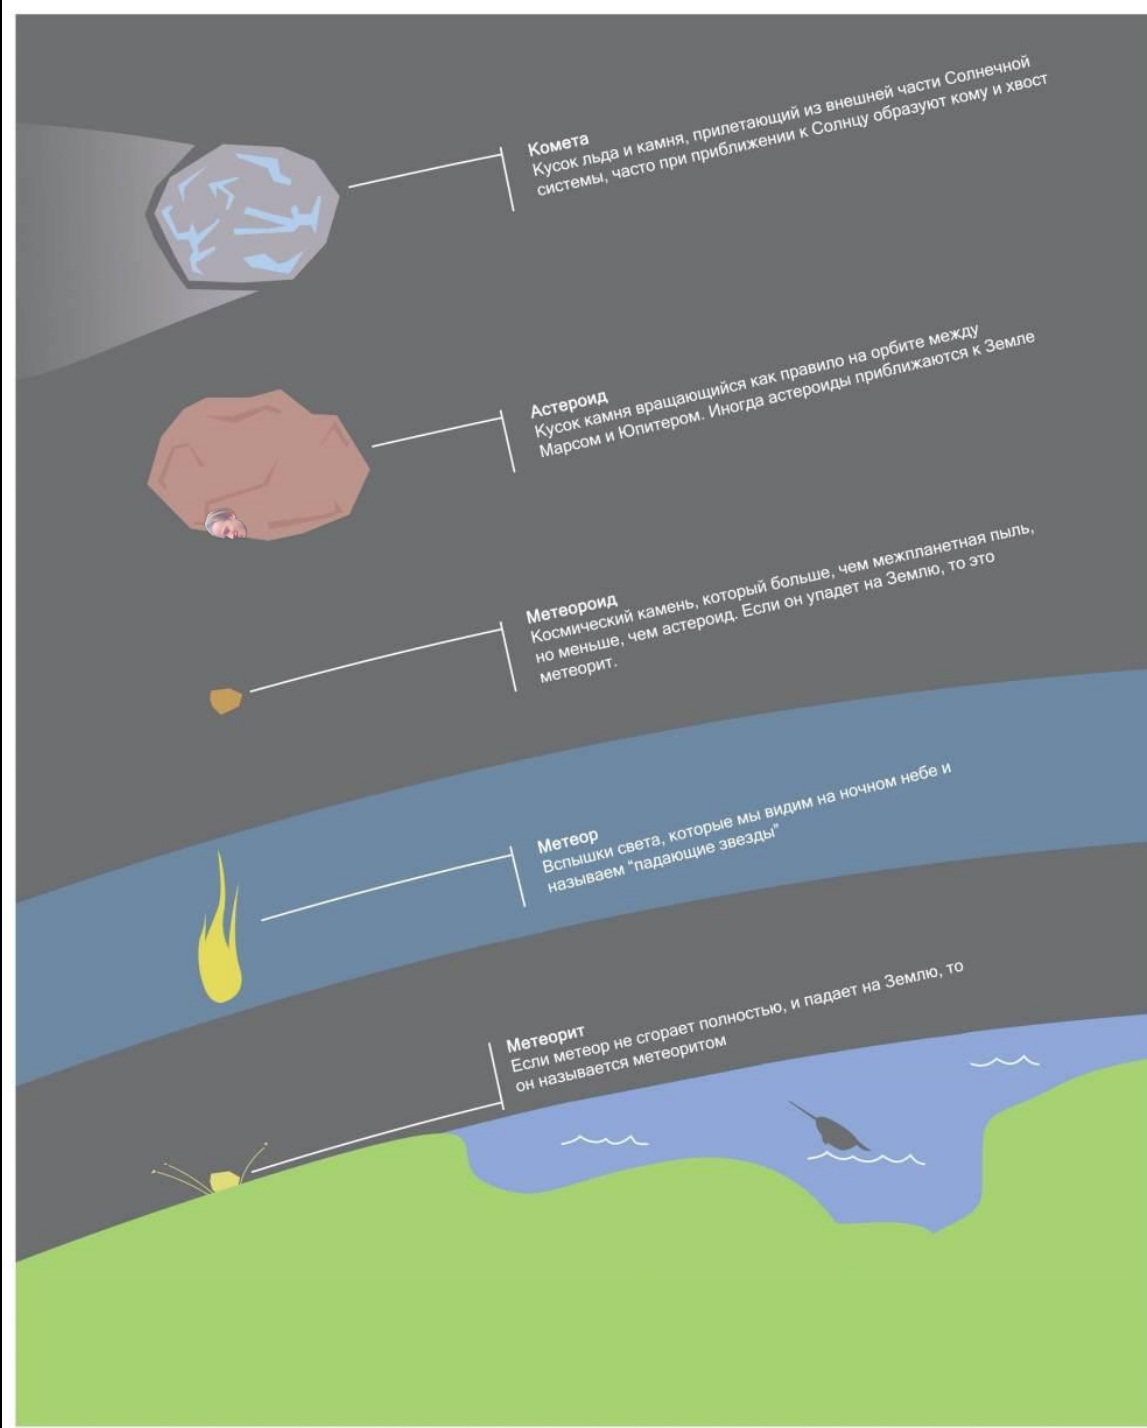 Комета
Кусок льда и камня, прилетающий из внешней части Солнечной
системы, часто при приближении к Солнцу образуют кому и хвост
Астероид
Кусок камня вращающийся как правило на орбите между
Марсом и Юпитером. Иногда астероиды приближаются к Земле
Метеороид
Космический камень, который больше, чем межпланетная пыль,
но меньше, чем астероид. Если он упадет на Землю, то это
метеорит.
Метеор
Вспышки света, которые мы видим на ночном небе и
называем “падающие звезды”
Метеорит
Если метеор не сгорает полностью, и падает на Землю, то
он называется метеоритом